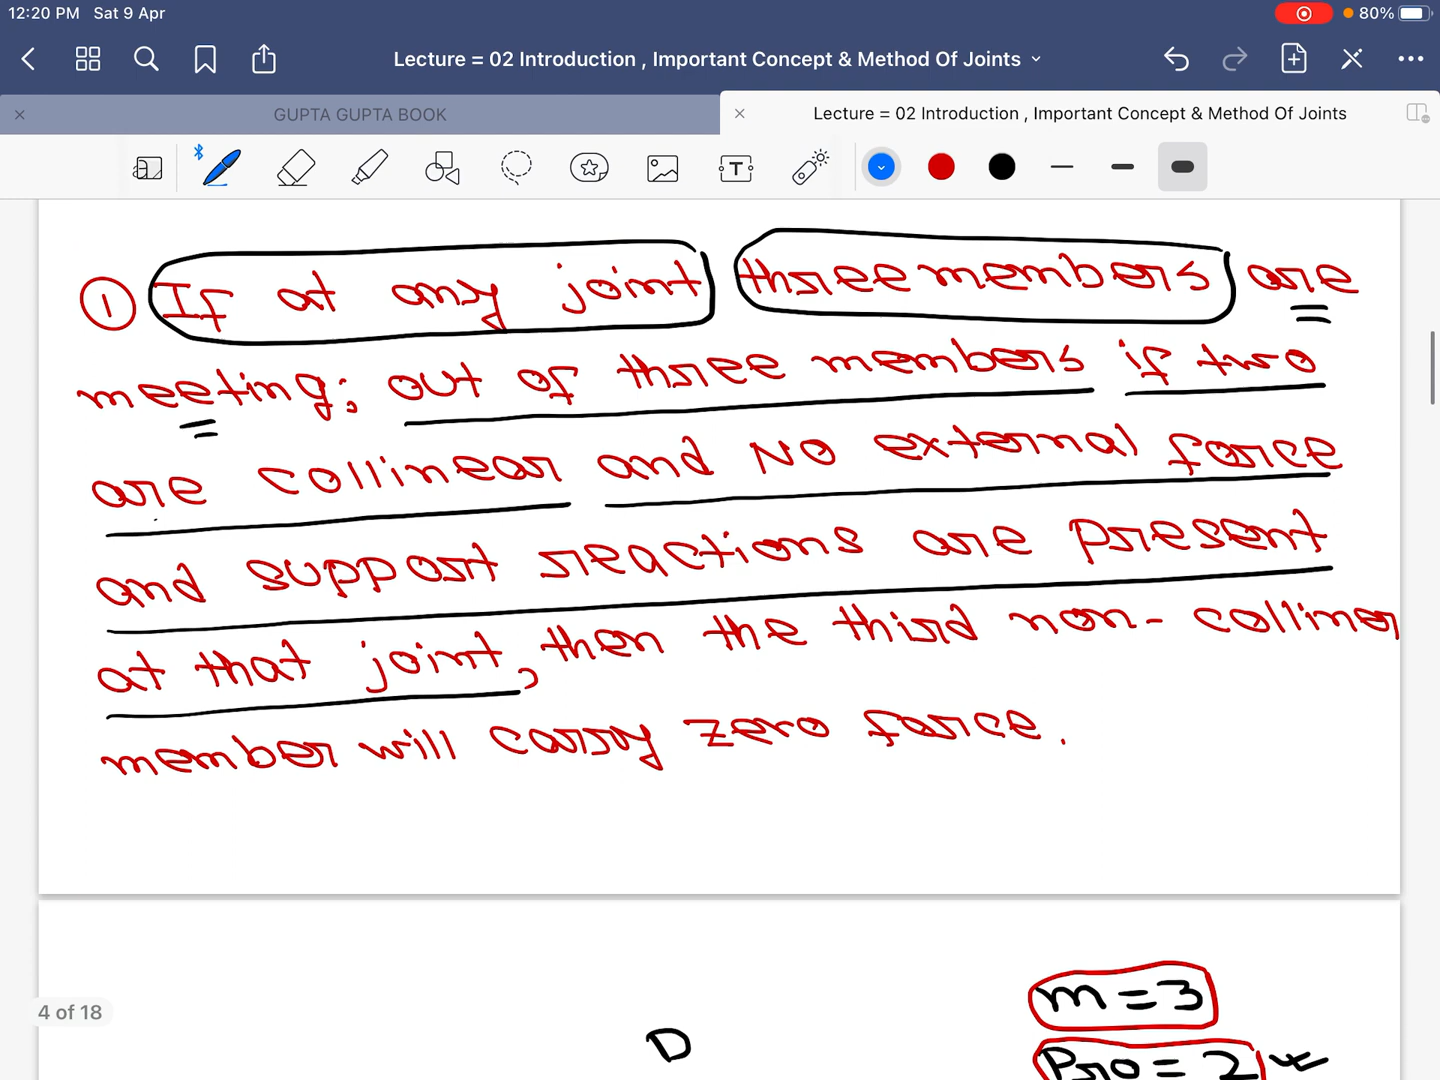 12:20 PM Sat 9 Apr
80%
Lecture = 02 Introduction , Important Concept & Method Of Joints
GUPTA GUPTA BOOK
Lecture = 02 Introduction , Important Concept & Method Of Joints
T
① If at any joint three members are
meeting; out of three members if two
are collinear and NO external force
and support reactions are present
at that joint, then the third non-collinor
member will carry zero force.
m = 3
4 of 18
D
Pro = 2